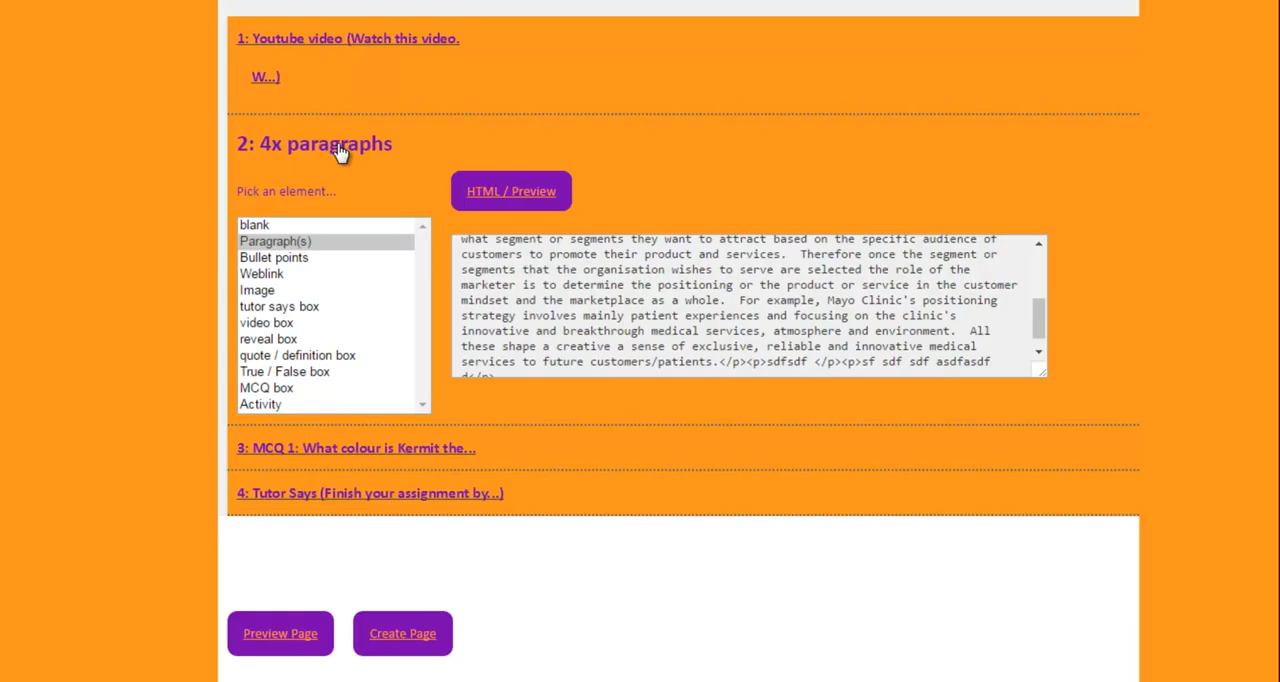 1: Youtube video (Watch this video.
W...)
2: 4x paragraphs
Pick an element...
HTML / Preview
blank
Paragraph(s)
Bullet points
Weblink
Image
tutor says box
video box
reveal box
quote / definition box
True / False box
MCQ box
Activity
what segment or segments they want to attract based on the specific audience of
customers to promote their product and services.  Therefore once the segment or
segments that the organisation wishes to serve are selected the role of the
marketer is to determine the positioning or the product or service in the customer
mindset and the marketplace as a whole.  For example, Mayo Clinic's positioning
strategy involves mainly patient experiences and focusing on the clinic's
innovative and breakthrough medical services, atmosphere and environment.  All
these shape a creative a sense of exclusive, reliable and innovative medical
services to future customers/patients.</p><p>sdfsdf </p><p>sf sdf sdf asdfasdf
d</p>
3: MCQ 1: What colour is Kermit the...
4: Tutor Says (Finish your assignment by...)
Preview Page
Create Page